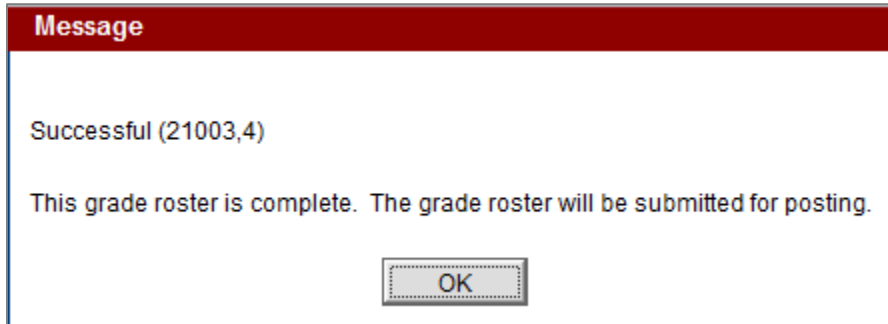 Message
Successful (21003,4)
This grade roster is complete.  The grade roster will be submitted for posting.
OK